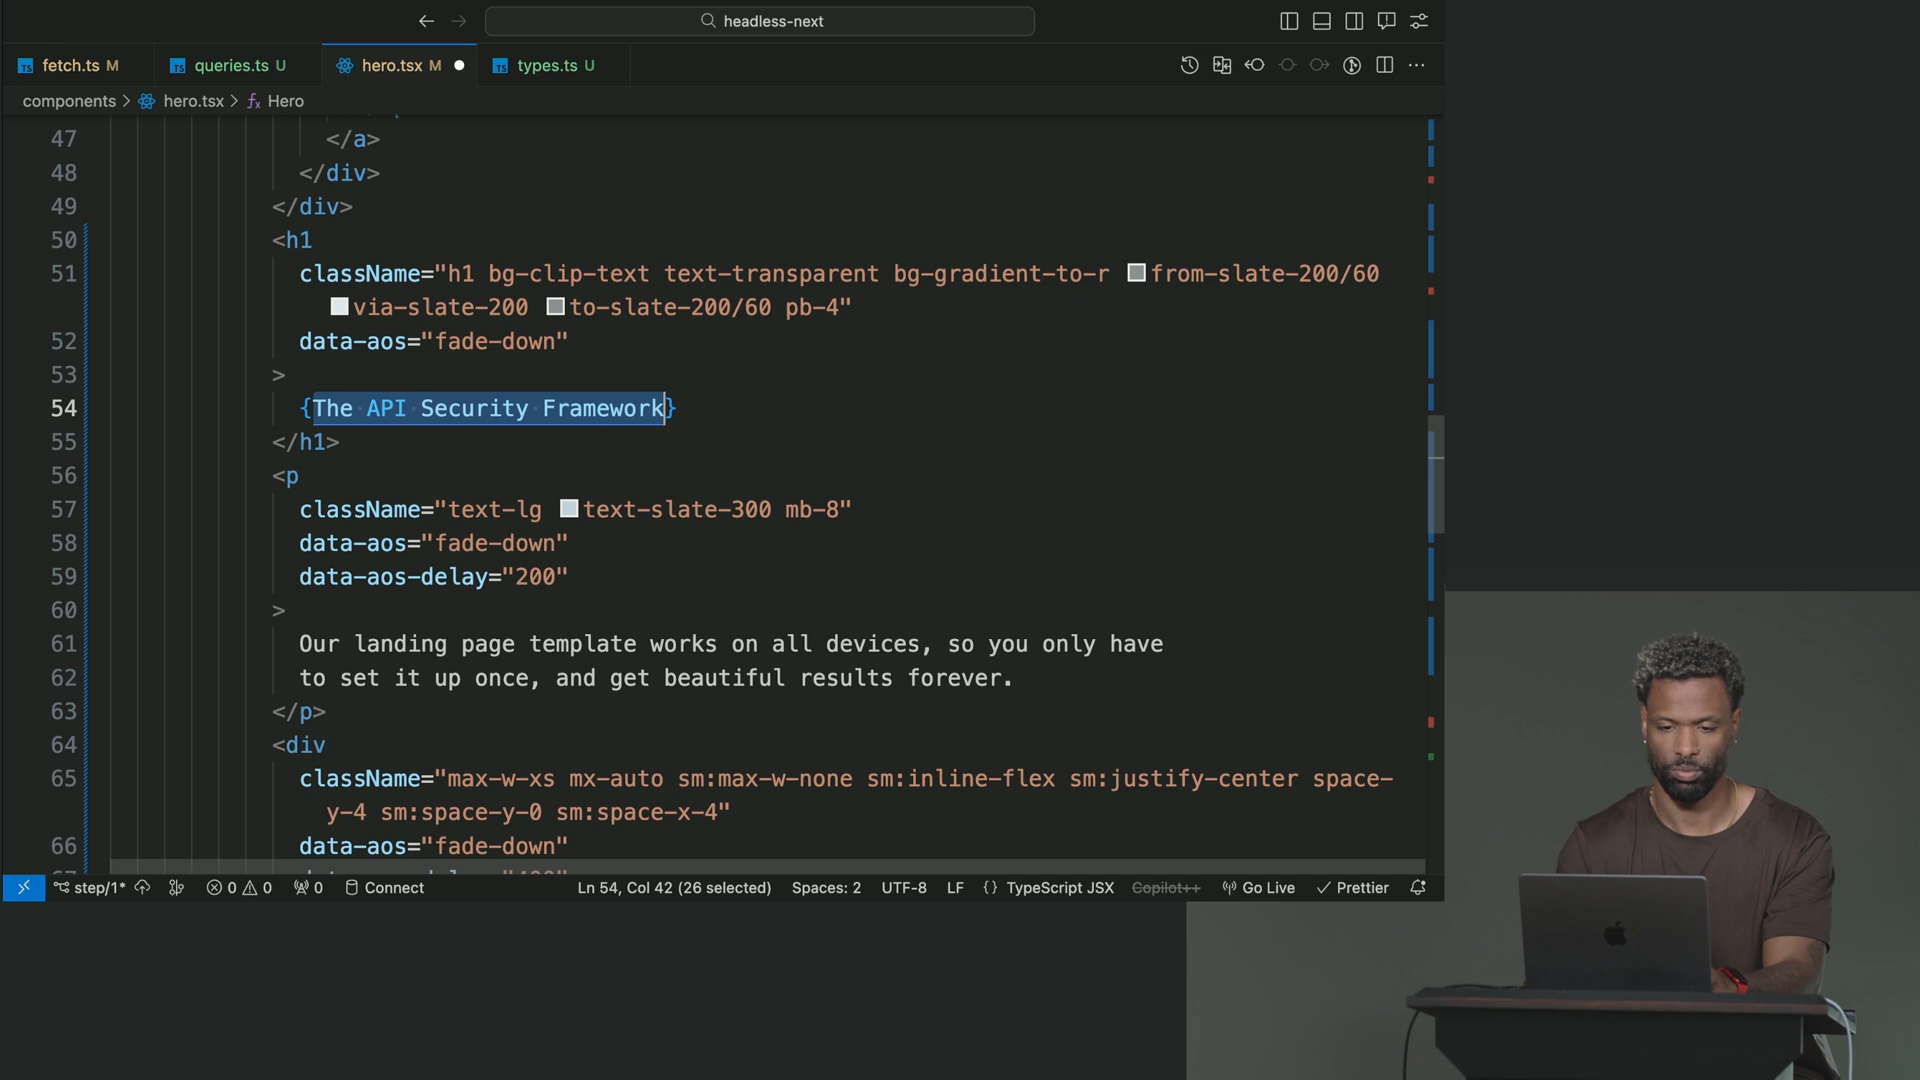 headless-next
fetch.ts M
queries.ts U
hero.tsx M
types.ts U
components > hero.tsx > Hero
47 </a>
48 </div>
49 </div>
50 <h1
51 className="h1 bg-clip-text text-transparent bg-gradient-to-r from-slate-200/60
via-slate-200 to-slate-200/60 pb-4"
52 data-aos="fade-down"
53 >
54 {The API Security Framework}
55 </h1>
56 <p
57 className="text-lg text-slate-300 mb-8"
58 data-aos="fade-down"
59 data-aos-delay="200"
60 >
61 Our landing page template works on all devices, so you only have
62 to set it up once, and get beautiful results forever.
63 </p>
64 <div
65 className="max-w-xs mx-auto sm:max-w-none sm:inline-flex sm:justify-center space-
y-4 sm:space-y-0 sm:space-x-4"
66 data-aos="fade-down"
step/1* 0 0 0 Connect Ln 54, Col 42 (26 selected) Spaces: 2 UTF-8 LF {} TypeScript JSX Copilot++ Go Live Prettier